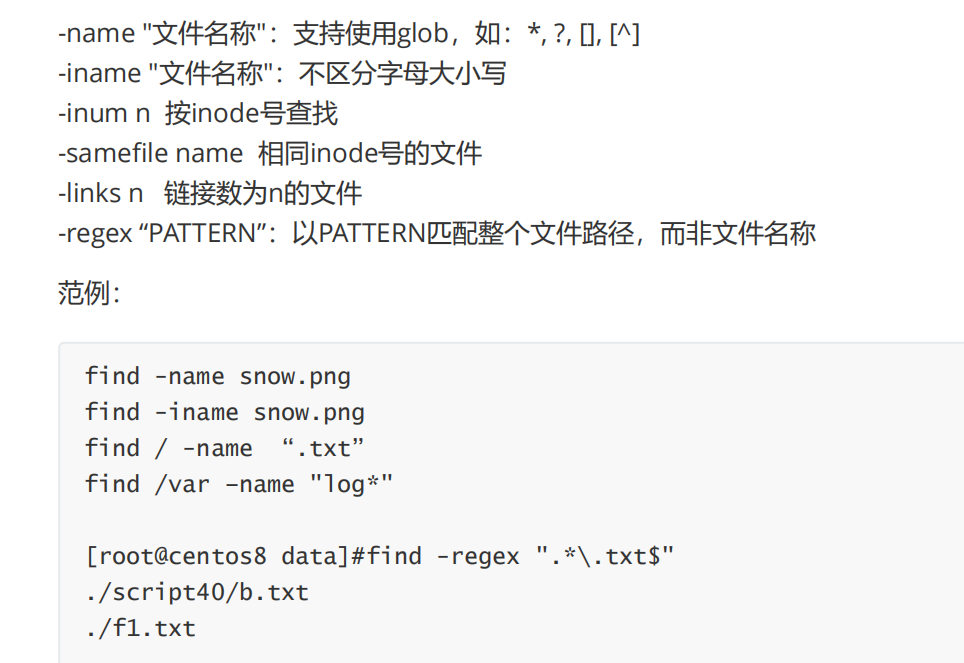 -name "文件名称"：支持使用glob，如：*, ?, [], [^]
-iname "文件名称"：不区分字母大小写
-inum n 按inode号查找
-samefile name 相同inode号的文件
-links n 链接数为n的文件
-regex “PATTERN”：以PATTERN匹配整个文件路径，而非文件名称
范例：
find -name snow.png
find -iname snow.png
find / -name “.txt”
find /var –name "log*"
[root@centos8 data]#find -regex ".*\.txt$"
./script40/b.txt
./f1.txt